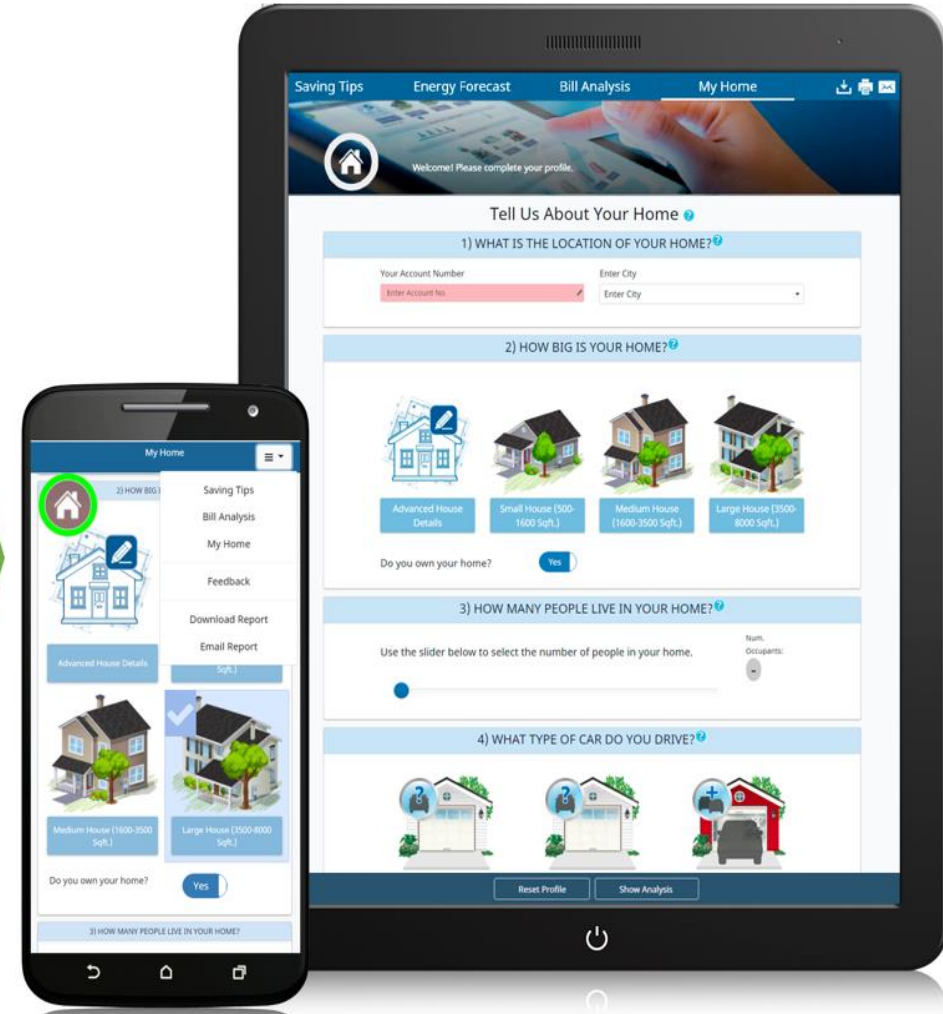 Saving Tips
Energy Forecast
Bill Analysis
My Home
Welcome! Please complete your profile.
Tell Us About Your Home ?
1) WHAT IS THE LOCATION OF YOUR HOME??
Your Account Number
Enter City
Enter Account No
Enter City
2) HOW BIG IS YOUR HOME??
Advanced House
Details
Small House (500-
1600 Sqft.)
Medium House
(1600-3500 Sqft.)
Large House (3500-
8000 Sqft.)
Do you own your home?
Yes
3) HOW MANY PEOPLE LIVE IN YOUR HOME??
Use the slider below to select the number of people in your home.
Num.
Occupants:
-
4) WHAT TYPE OF CAR DO YOU DRIVE??
?
?
+
Reset Profile
Show Analysis
My Home
2) HOW BIG
Saving Tips
Bill Analysis
My Home
Feedback
Download Report
Email Report
Advanced House Details
Sqft.)
Medium House (1600-3500
Sqft.)
Large House (3500-8000
Sqft.)
Do you own your home?
Yes
3) HOW MANY PEOPLE LIVE IN YOUR HOME?